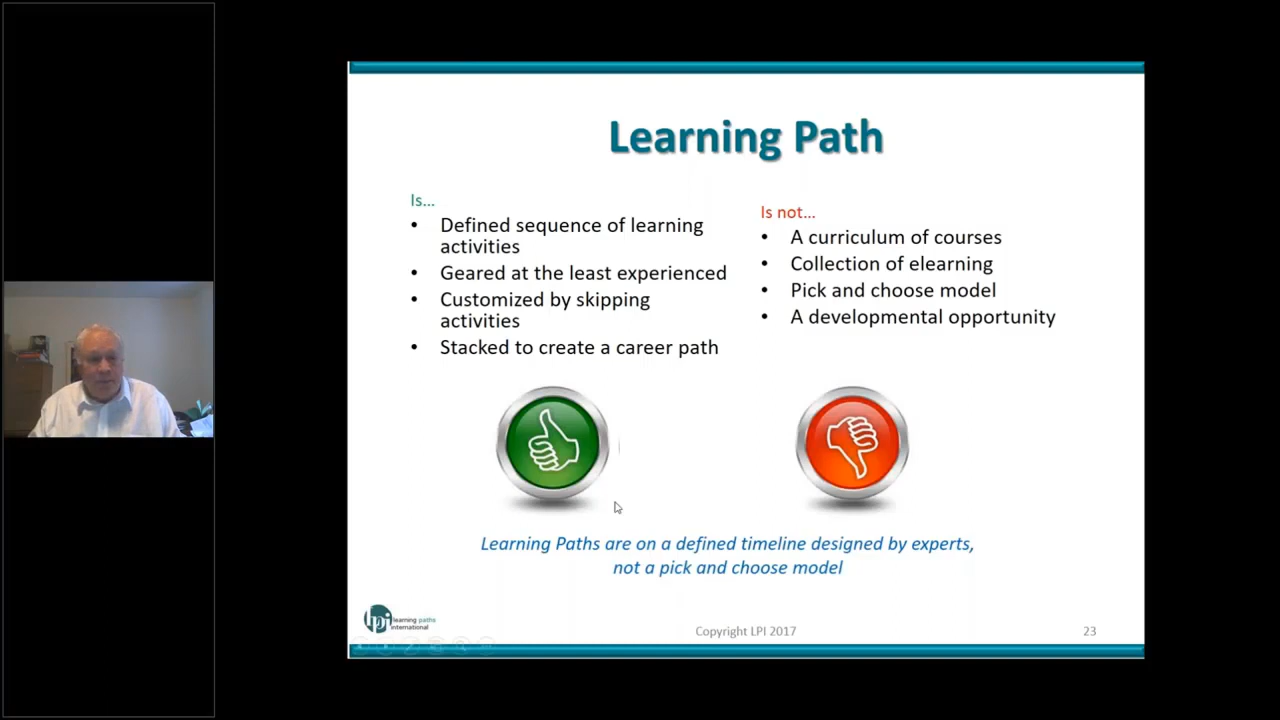 Learning Path
Is...
• Defined sequence of learning
activities
• Geared at the least experienced
• Customized by skipping
activities
• Stacked to create a career path
Is not...
• A curriculum of courses
• Collection of elearning
• Pick and choose model
• A developmental opportunity
Learning Paths are on a defined timeline designed by experts,
not a pick and choose model
lpi learning paths
international
Copyright LPI 2017
23